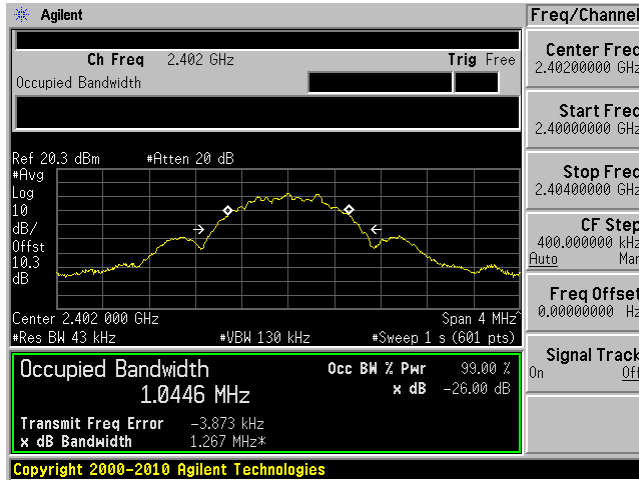 Agilent
Freq/Channel
Ch Freq 2.402 GHz Trig Free
Occupied Bandwidth
Center Freq
2.40200000 GHz
Start Freq
2.40000000 GHz
Stop Freq
2.40400000 GHz
CF Step
400.000000 kHz
Auto Man
Freq Offset
0.00000000 Hz
Signal Track
On Off
Ref 20.3 dBm #Atten 20 dB
#Avg
Log
10
dB/
Offst
10.3
dB
Center 2.402 000 GHz Span 4 MHz^
#Res BW 43 kHz #VBW 130 kHz #Sweep 1 s (601 pts)
Occupied Bandwidth Occ BW % Pwr 99.00 %
1.0446 MHz x dB -26.00 dB
Transmit Freq Error -3.873 kHz
x dB Bandwidth 1.267 MHz*
Copyright 2000-2010 Agilent Technologies